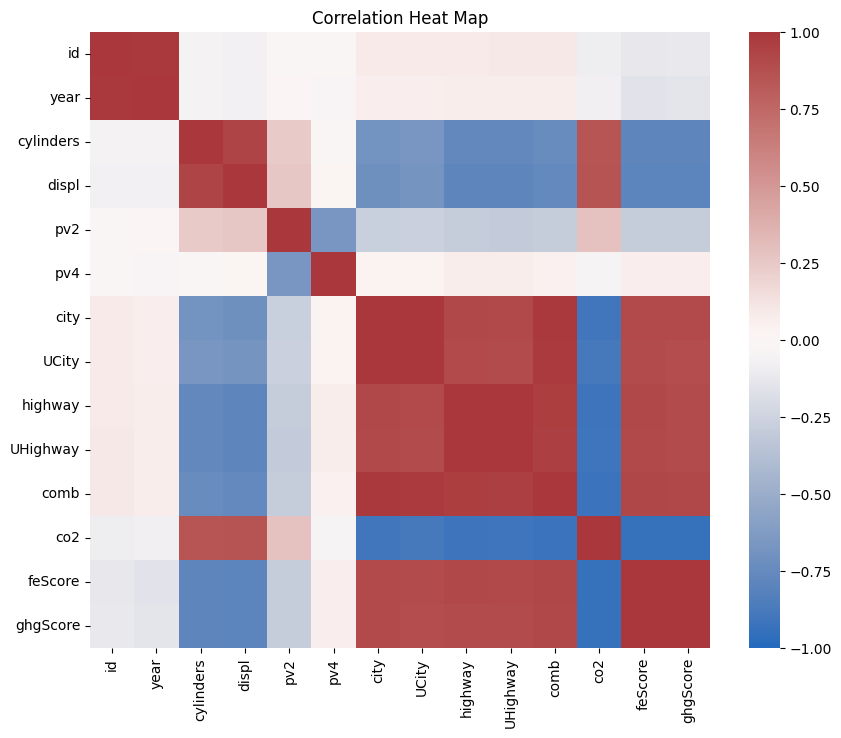 Correlation Heat Map
id
year
cylinders
displ
pv2
pv4
city
UCity
highway
UHighway
comb
co2
feScore
ghgScore
id
year
cylinders
displ
pv2
pv4
city
UCity
highway
UHighway
comb
co2
feScore
ghgScore
1.00
0.75
0.50
0.25
0.00
−0.25
−0.50
−0.75
−1.00